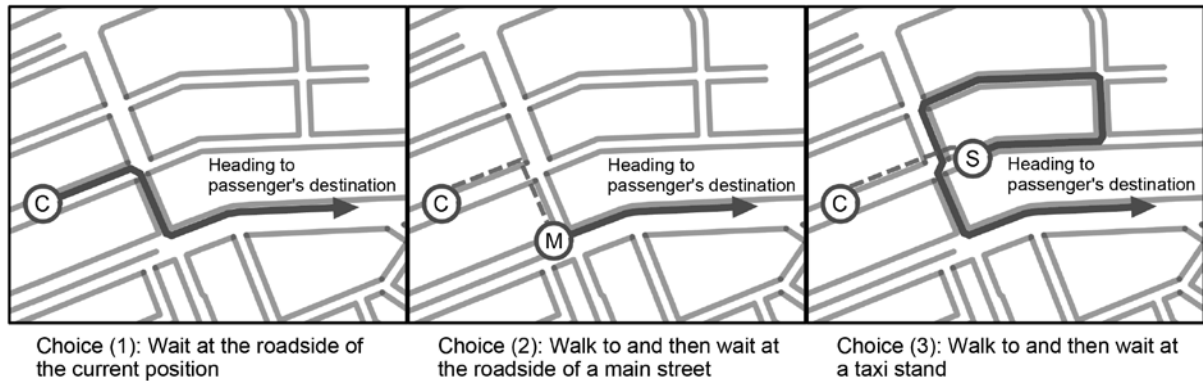 C
Heading to
passenger's destination
C
M
Heading to
passenger's destination
C
S
Heading to
passenger's destination
Choice (1): Wait at the roadside of
the current position
Choice (2): Walk to and then wait at
the roadside of a main street
Choice (3): Walk to and then wait at
a taxi stand